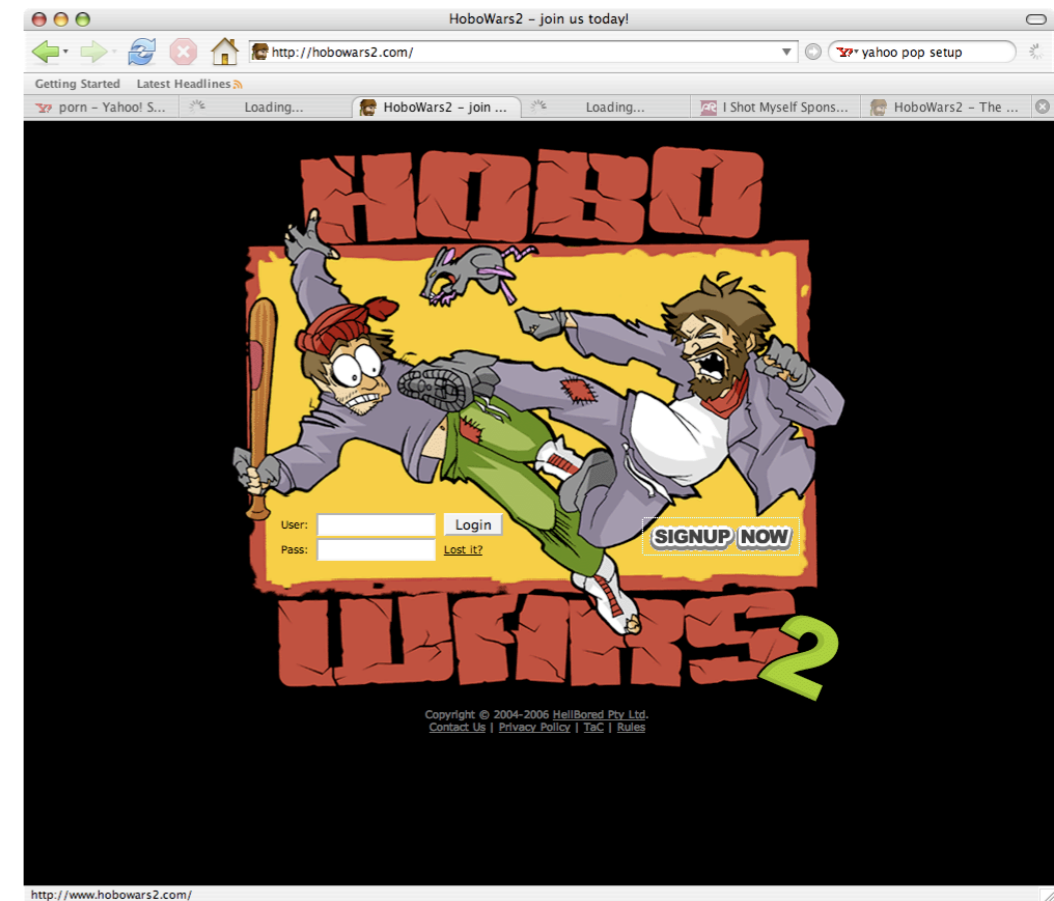 HoboWars2 – join us today!
http://hobowars2.com/
yahoo pop setup
Getting Started Latest Headlines
porn – Yahoo! S... Loading... HoboWars2 – join ... Loading... I Shot Myself Spons... HoboWars2 – The ...
HOBO
User: Login
Pass: Lost it?
SIGNUP NOW
WARS 2
Copyright © 2004-2006 HellBored Pty Ltd.
Contact Us | Privacy Policy | TaC | Rules
http://www.hobowars2.com/